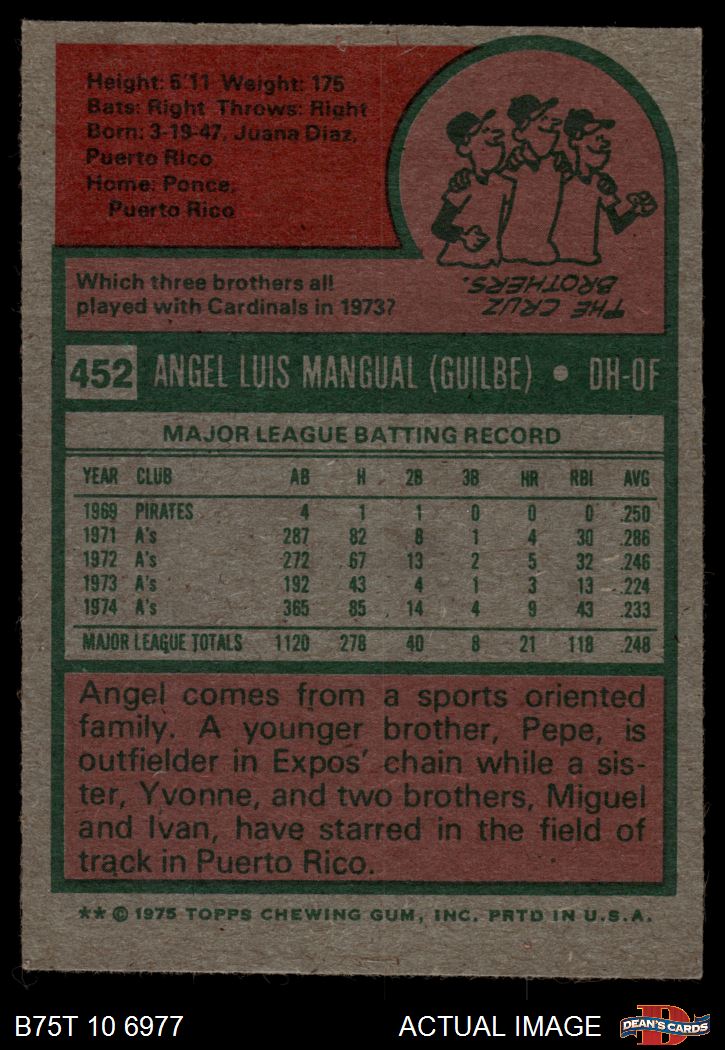 Height: 5'11 Weight: 175
Bats: Right Throws: Right
Born: 3-19-47, Juana Diaz,
Puerto Rico
Home: Ponce,
Puerto Rico
THE CRUZ
BROTHERS.
Which three brothers all
played with Cardinals in 1973?
452 ANGEL LUIS MANGUAL (GUILBE) • DH-OF
MAJOR LEAGUE BATTING RECORD
YEAR CLUB AB H 2B 3B HR RBI AVG
1969 PIRATES 4 1 1 0 0 0 .250
1971 A's 287 82 8 1 4 30 .286
1972 A's 272 67 13 2 5 32 .246
1973 A's 192 43 4 1 3 13 .224
1974 A's 365 85 14 4 9 43 .233
MAJOR LEAGUE TOTALS 1120 278 40 8 21 118 .248
Angel comes from a sports oriented
family. A younger brother, Pepe, is
outfielder in Expos' chain while a sis-
ter, Yvonne, and two brothers, Miguel
and Ivan, have starred in the field of
track in Puerto Rico.
** © 1975 TOPPS CHEWING GUM, INC. PRTD IN U.S.A.
B75T 10 6977 ACTUAL IMAGE D DEAN'S CARDS